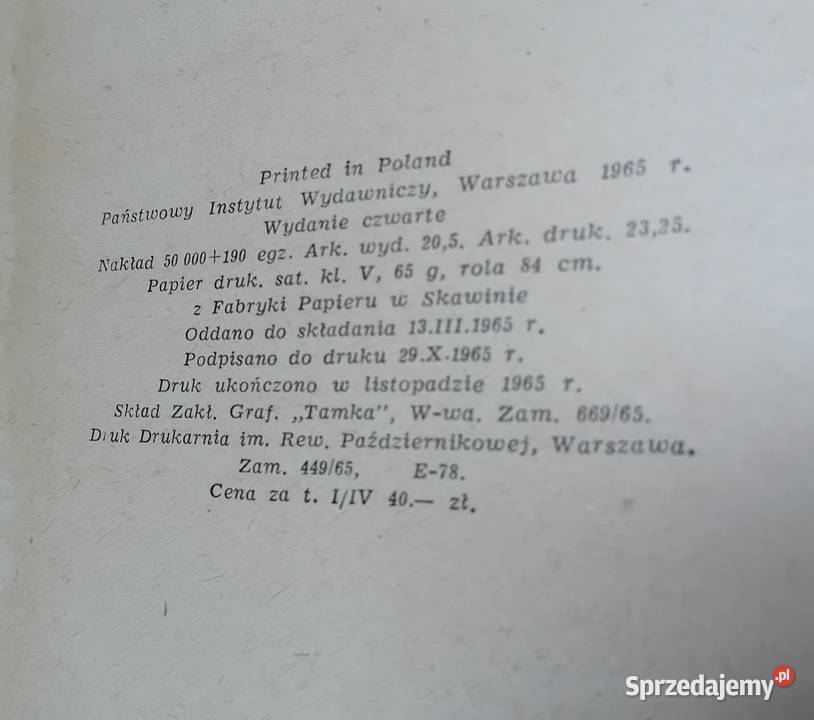 Printed in Poland
Państwowy Instytut Wydawniczy, Warszawa 1965 r.
Wydanie czwarte
Nakład 50 000+190 egz. Ark. wyd. 20,5. Ark. druk. 23,25.
Papier druk. sat. kl. V, 65 g, rola 84 cm.
z Fabryki Papieru w Skawinie
Oddano do składania 13.III.1965 r.
Podpisano do druku 29.X.1965 r.
Druk ukończono w listopadzie 1965 r.
Skład Zakł. Graf. „Tamka”, W-wa. Zam. 669/65.
Druk Drukarnia im. Rew. Październikowej, Warszawa.
Zam. 449/65, E-78.
Cena za t. I/IV 40.— zł.
Sprzedajemy.pl